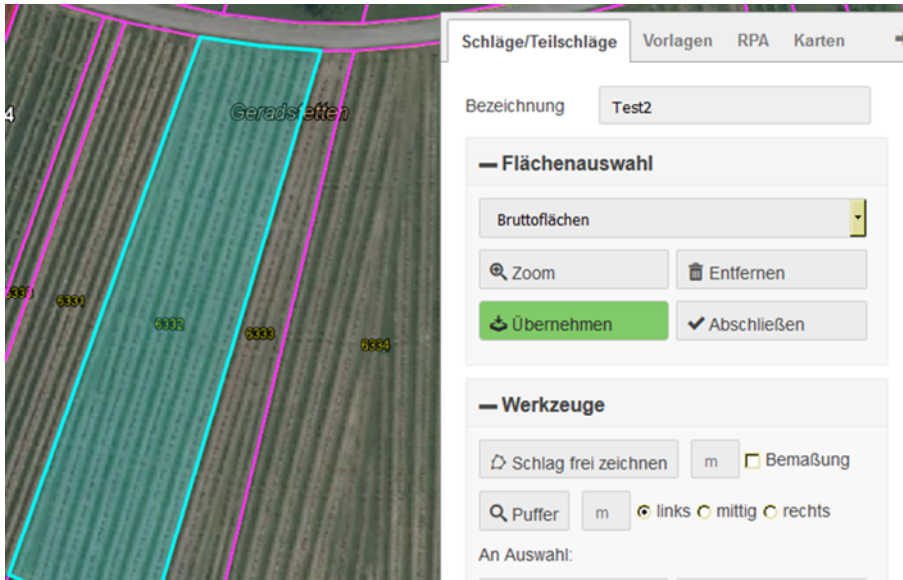 Schläge/Teilschläge Vorlagen RPA Karten
Bezeichnung Test2
Flächenauswahl
Bruttoflächen
Zoom Entfernen
Übernehmen Abschließen
Werkzeuge
Schlag frei zeichnen m Bemaßung
Puffer m links mittig rechts
An Auswahl:
4
Geradstetten
6331
6332
6333
6334